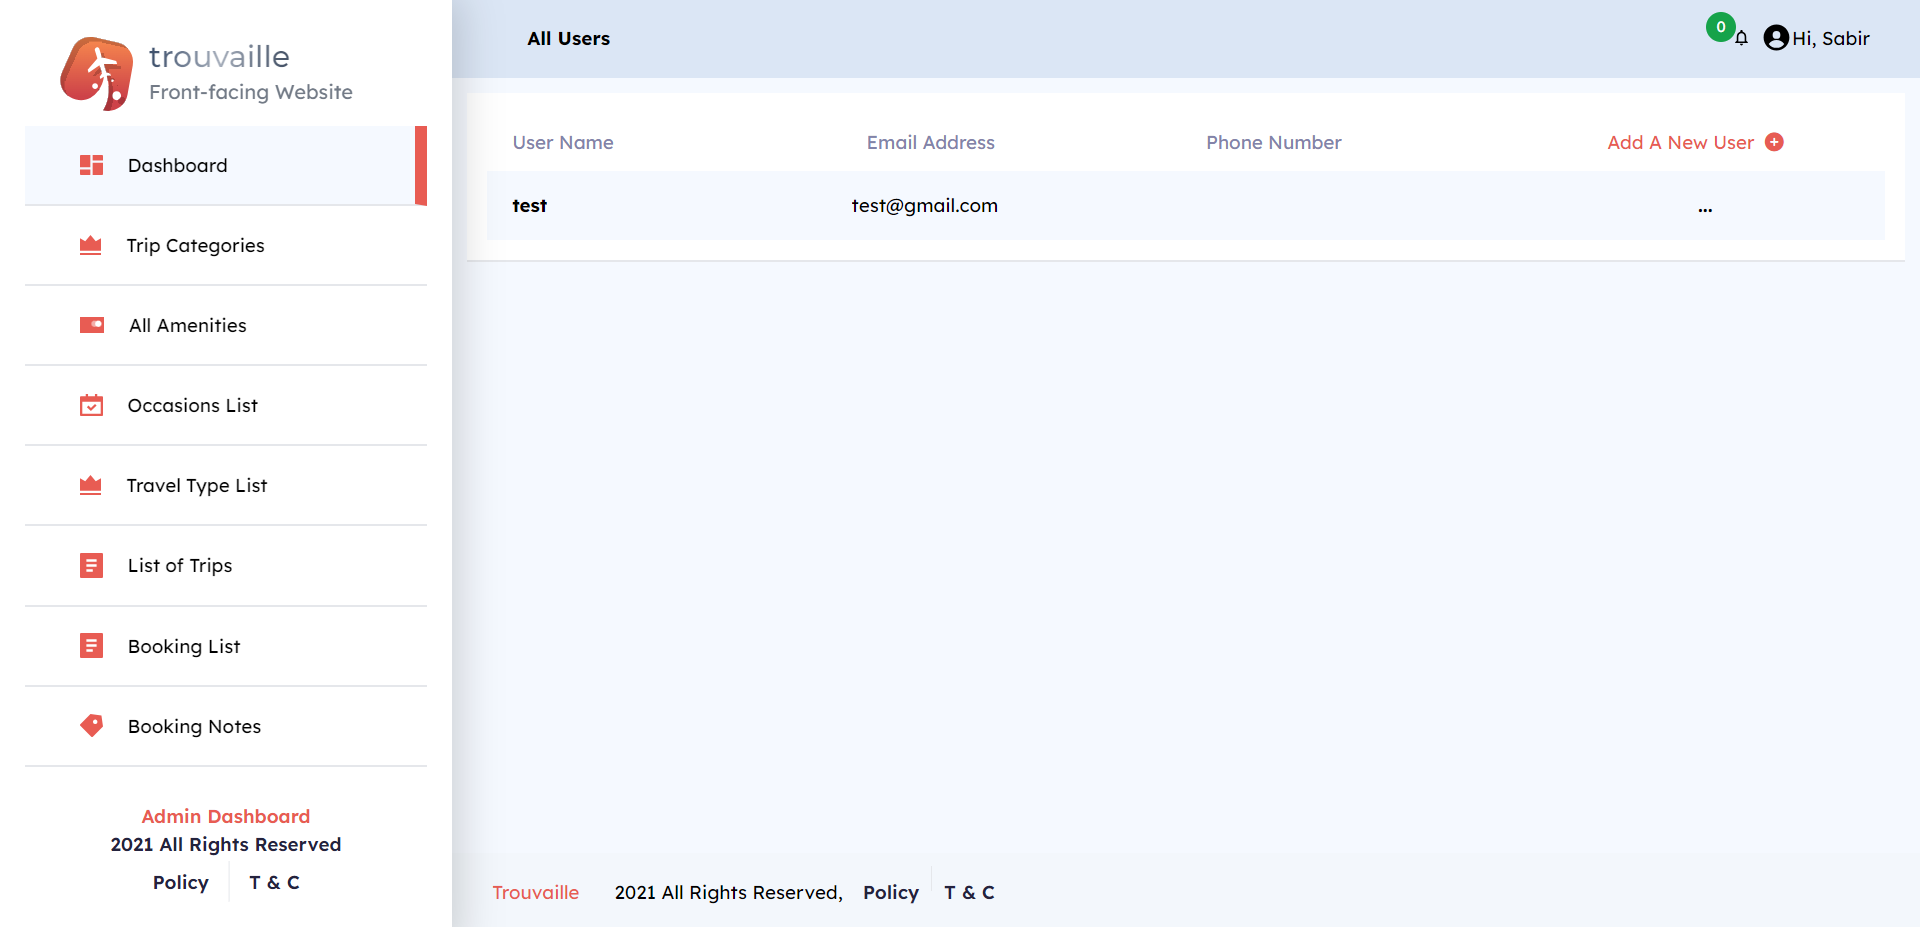 trouvaille
Front-facing Website
Dashboard
Trip Categories
All Amenities
Occasions List
Travel Type List
List of Trips
Booking List
Booking Notes
Admin Dashboard
2021 All Rights Reserved
Policy T & C
All Users
0 Hi, Sabir
User Name Email Address Phone Number Add A New User
test test@gmail.com ...
Trouvaille 2021 All Rights Reserved, Policy T & C